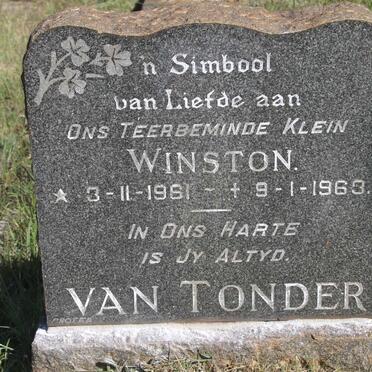 'n Simbool
van Liefde aan
Ons Teerbeminde Klein
Winston.
* 3-11-1961 - + 9-1-1963.
In Ons Harte
is Jy Altyd.
Van Tonder